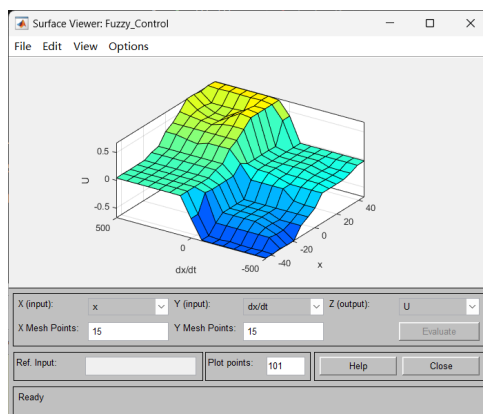 Surface Viewer: Fuzzy_Control
File Edit View Options
0.5
0
-0.5
U
500
0
-500
dx/dt
-40
-20
0
20
40
x
X (input): x Y (input): dx/dt Z (output): U
X Mesh Points: 15 Y Mesh Points: 15 Evaluate
Ref. Input: Plot points: 101 Help Close
Ready